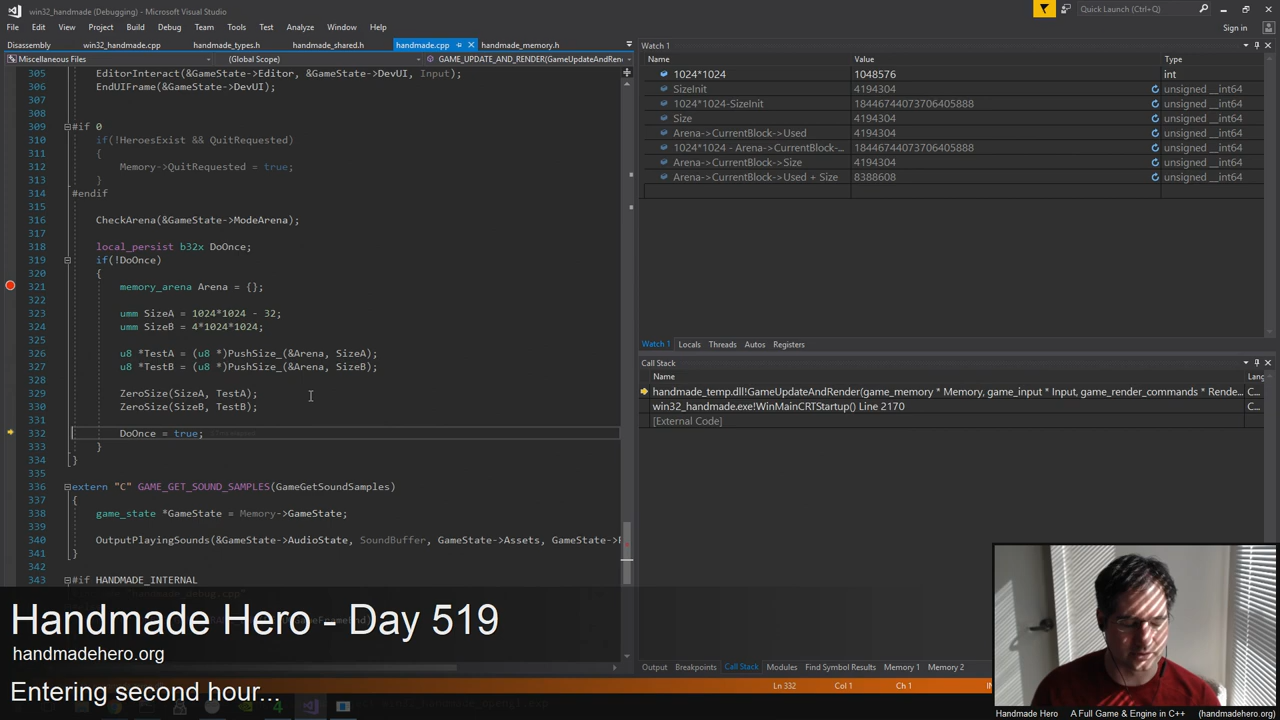 win32_handmade (Debugging) - Microsoft Visual Studio
Quick Launch (Ctrl+Q)
File Edit View Project Build Debug Team Tools Test Analyze Window Help
Sign in
Disassembly win32_handmade.cpp handmade_types.h handmade_shared.h handmade.cpp handmade_memory.h
Miscellaneous Files (Global Scope) GAME_UPDATE_AND_RENDER(GameUpdateAndRen
305 EditorInteract(&GameState->Editor, &GameState->DevUI, Input);
306 EndUIFrame(&GameState->DevUI);
307
308
309 #if 0
310 if(!HeroesExist && QuitRequested)
311 {
312 Memory->QuitRequested = true;
313 }
314 #endif
315
316 CheckArena(&GameState->ModeArena);
317
318 local_persist b32x DoOnce;
319 if(!DoOnce)
320 {
321 memory_arena Arena = {};
322
323 umm SizeA = 1024*1024 - 32;
324 umm SizeB = 4*1024*1024;
325
326 u8 *TestA = (u8 *)PushSize_(&Arena, SizeA);
327 u8 *TestB = (u8 *)PushSize_(&Arena, SizeB);
328
329 ZeroSize(SizeA, TestA);
330 ZeroSize(SizeB, TestB);
331
332 DoOnce = true;
333 }
334 }
335
336 extern "C" GAME_GET_SOUND_SAMPLES(GameGetSoundSamples)
337 {
338 game_state *GameState = Memory->GameState;
339
340 OutputPlayingSounds(&GameState->AudioState, SoundBuffer, GameState->Assets, GameState->F
341 }
342
343 #if HANDMADE_INTERNAL
Watch 1
Name Value Type
1024*1024 1048576 int
SizeInit 4194304 unsigned __int64
1024*1024-SizeInit 18446744073706405888 unsigned __int64
Size 4194304 unsigned __int64
Arena->CurrentBlock->Used 4194304 unsigned __int64
1024*1024 - Arena->CurrentBlock-... 18446744073706405888 unsigned __int64
Arena->CurrentBlock->Size 4194304 unsigned __int64
Arena->CurrentBlock->Used + Size 8388608 unsigned __int64
Watch 1 Locals Threads Autos Registers
Call Stack
Name Lang
handmade_temp.dll!GameUpdateAndRender(game_memory * Memory, game_input * Input, game_render_commands * Rende... C...
win32_handmade.exe!WinMainCRTStartup() Line 2170 C...
[External Code]
Output Breakpoints Call Stack Modules Find Symbol Results Memory 1 Memory 2
Ln 332 Col 1 Ch 1 IN
Handmade Hero - Day 519
handmadehero.org
Entering second hour...
Handmade Hero A Full Game & Engine in C++ (handmadehero.org)